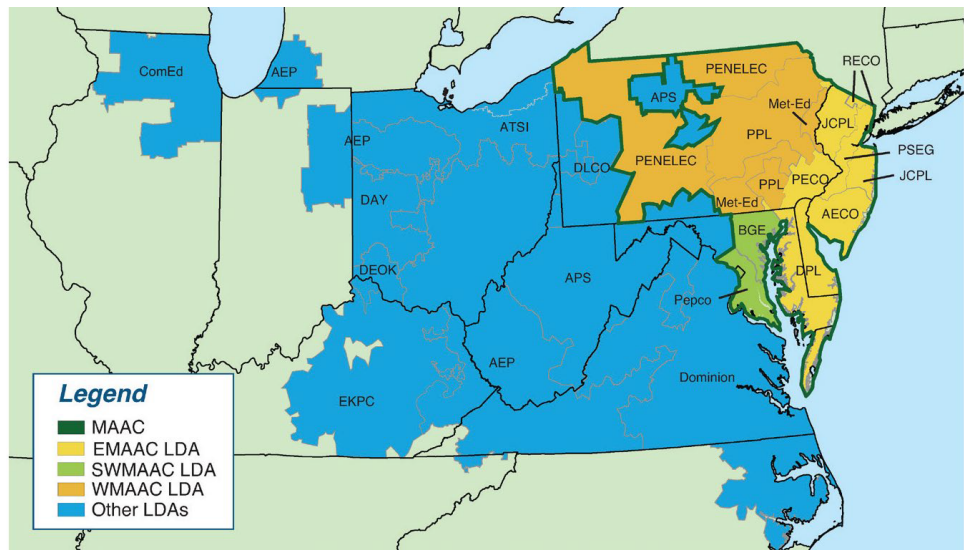 ComEd
AEP
PENELEC
RECO
APS
Met-Ed
JCPL
ATSI
AEP
PPL
PSEG
PENELEC
DLCO
PECO
JCPL
PPL
DAY
Met-Ed
AECO
BGE
DEOK
APS
DPL
Pepco
AEP
Dominion
EKPC
Legend
MAAC
EMAAC LDA
SWMAAC LDA
WMAAC LDA
Other LDAs